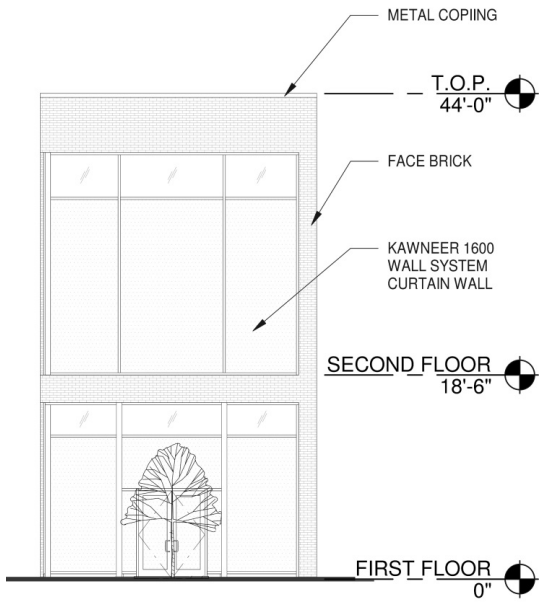 METAL COPIING
T.O.P.
44'-0"
FACE BRICK
KAWNEER 1600
WALL SYSTEM
CURTAIN WALL
SECOND FLOOR
18'-6"
FIRST FLOOR
0"